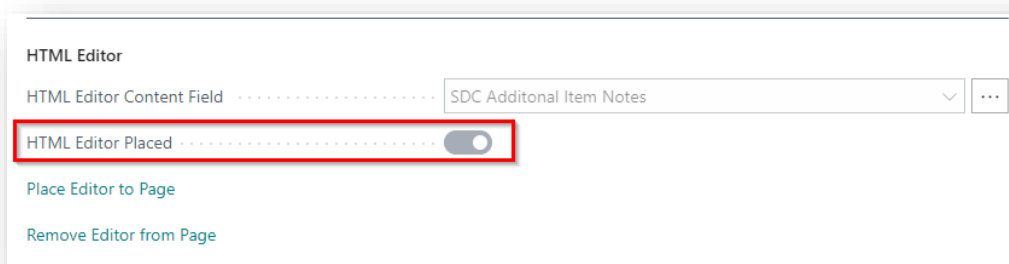 HTML Editor
HTML Editor Content Field SDC Additonal Item Notes ...
HTML Editor Placed
Place Editor to Page
Remove Editor from Page